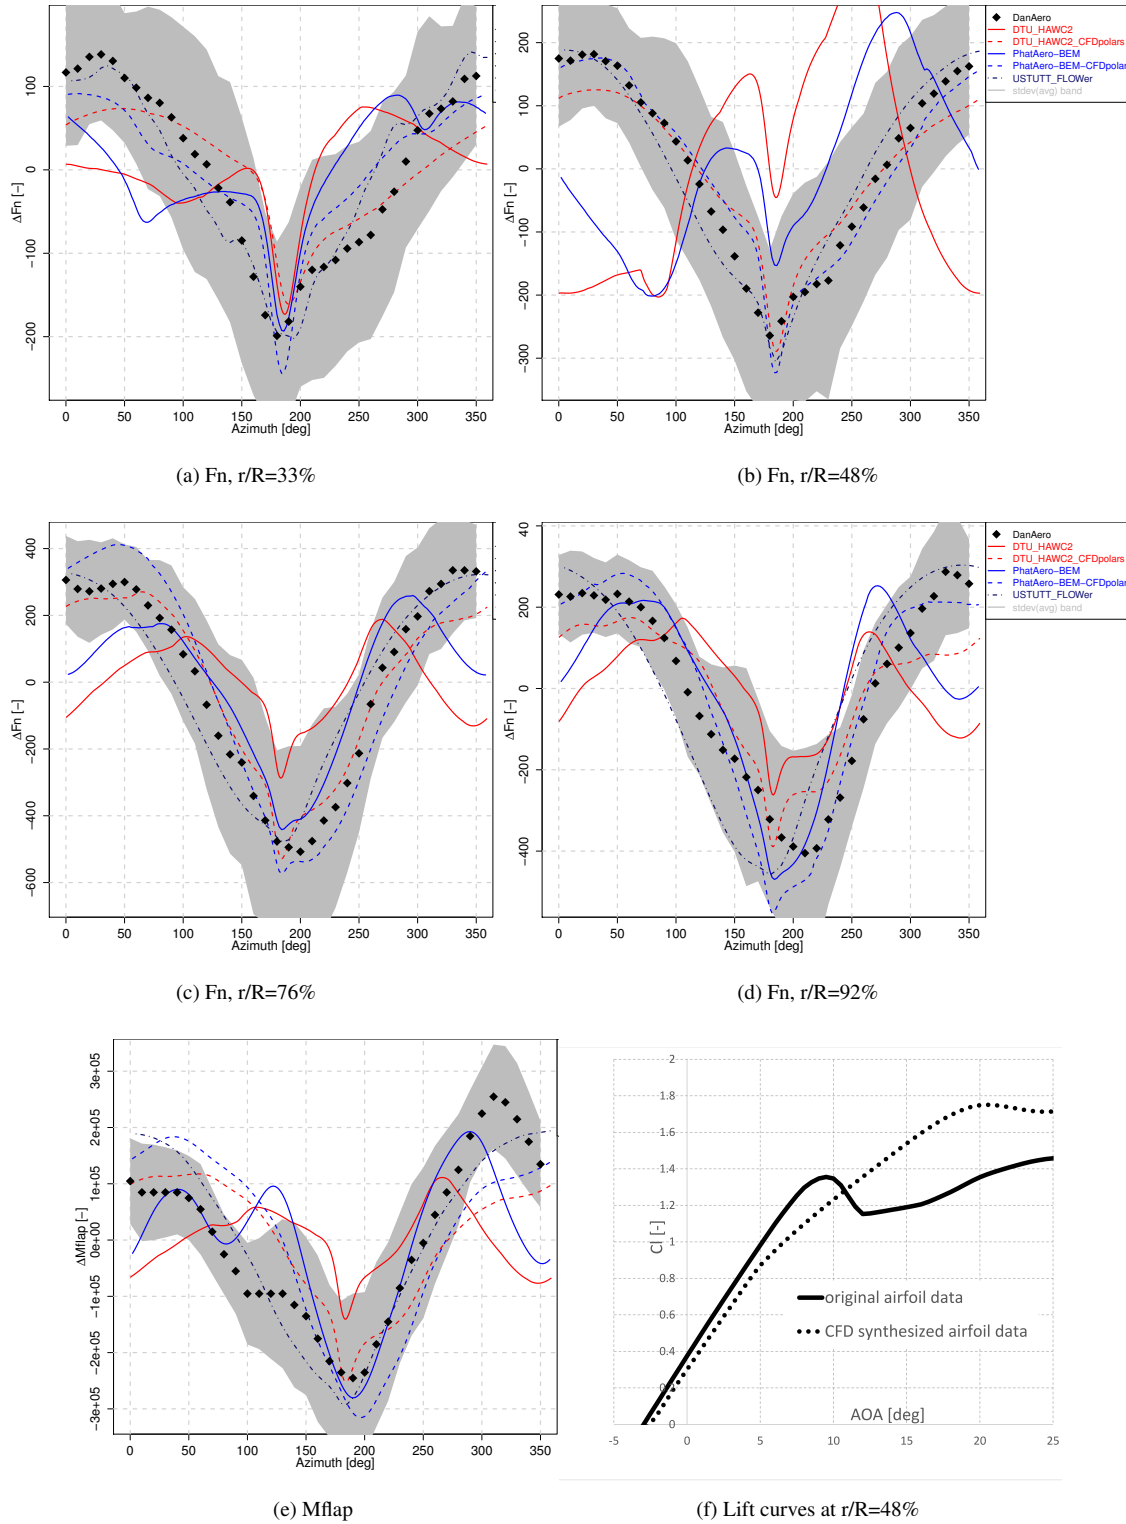 100
0
−100
−200
ΔFn [−]
0 50 100 150 200 250 300 350
Azimuth [deg]
(a) Fn, r/R=33%
200
100
0
−100
−200
−300
ΔFn [−]
0 50 100 150 200 250 300 350
Azimuth [deg]
DanAero
DTU_HAWC2
DTU_HAWC2_CFDpolars
PhatAero−BEM
PhatAero−BEM−CFDpolar
USTUTT_FLOWer
stdev(avg) band
(b) Fn, r/R=48%
400
200
0
−200
−400
−600
ΔFn [−]
0 50 100 150 200 250 300 350
Azimuth [deg]
(c) Fn, r/R=76%
40
200
0
−200
−400
ΔFn [−]
0 50 100 150 200 250 300 350
Azimuth [deg]
DanAero
DTU_HAWC2
DTU_HAWC2_CFDpolars
PhatAero−BEM
PhatAero−BEM−CFDpolar
USTUTT_FLOWer
stdev(avg) band
(d) Fn, r/R=92%
3e+05
2e+05
1e+05
0e+00
−1e+05
−2e+05
−3e+05
ΔMflap [−]
0 50 100 150 200 250 300 350
Azimuth [deg]
(e) Mflap
2
1.8
1.6
1.4
1.2
1
0.8
0.6
0.4
0
Cl [-]
original airfoil data
CFD synthesized airfoil data
AOA [deg]
-5 0 5 10 15 20 25
(f) Lift curves at r/R=48%